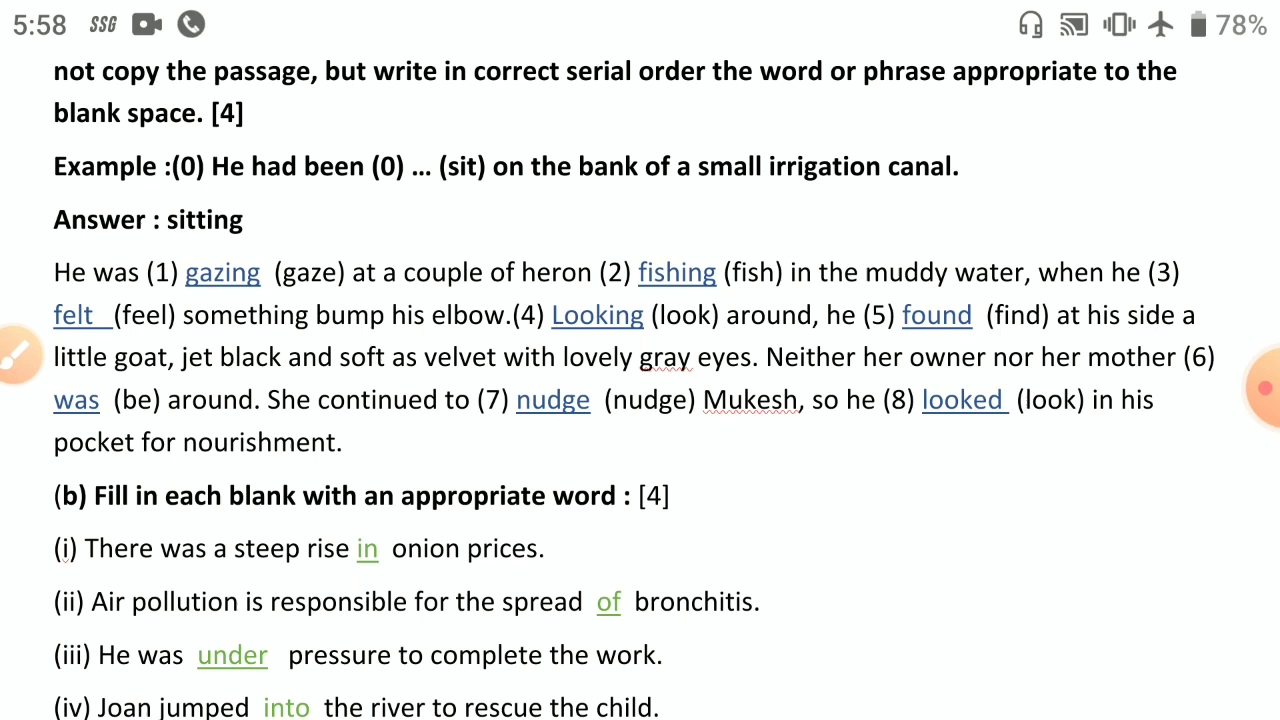 5:58 SSG 78%
not copy the passage, but write in correct serial order the word or phrase appropriate to the
blank space. [4]
Example :(0) He had been (0) ... (sit) on the bank of a small irrigation canal.
Answer : sitting
He was (1) gazing (gaze) at a couple of heron (2) fishing (fish) in the muddy water, when he (3)
felt (feel) something bump his elbow.(4) Looking (look) around, he (5) found (find) at his side a
little goat, jet black and soft as velvet with lovely gray eyes. Neither her owner nor her mother (6)
was (be) around. She continued to (7) nudge (nudge) Mukesh, so he (8) looked (look) in his
pocket for nourishment.
(b) Fill in each blank with an appropriate word : [4]
(i) There was a steep rise in onion prices.
(ii) Air pollution is responsible for the spread of bronchitis.
(iii) He was under pressure to complete the work.
(iv) Joan jumped into the river to rescue the child.